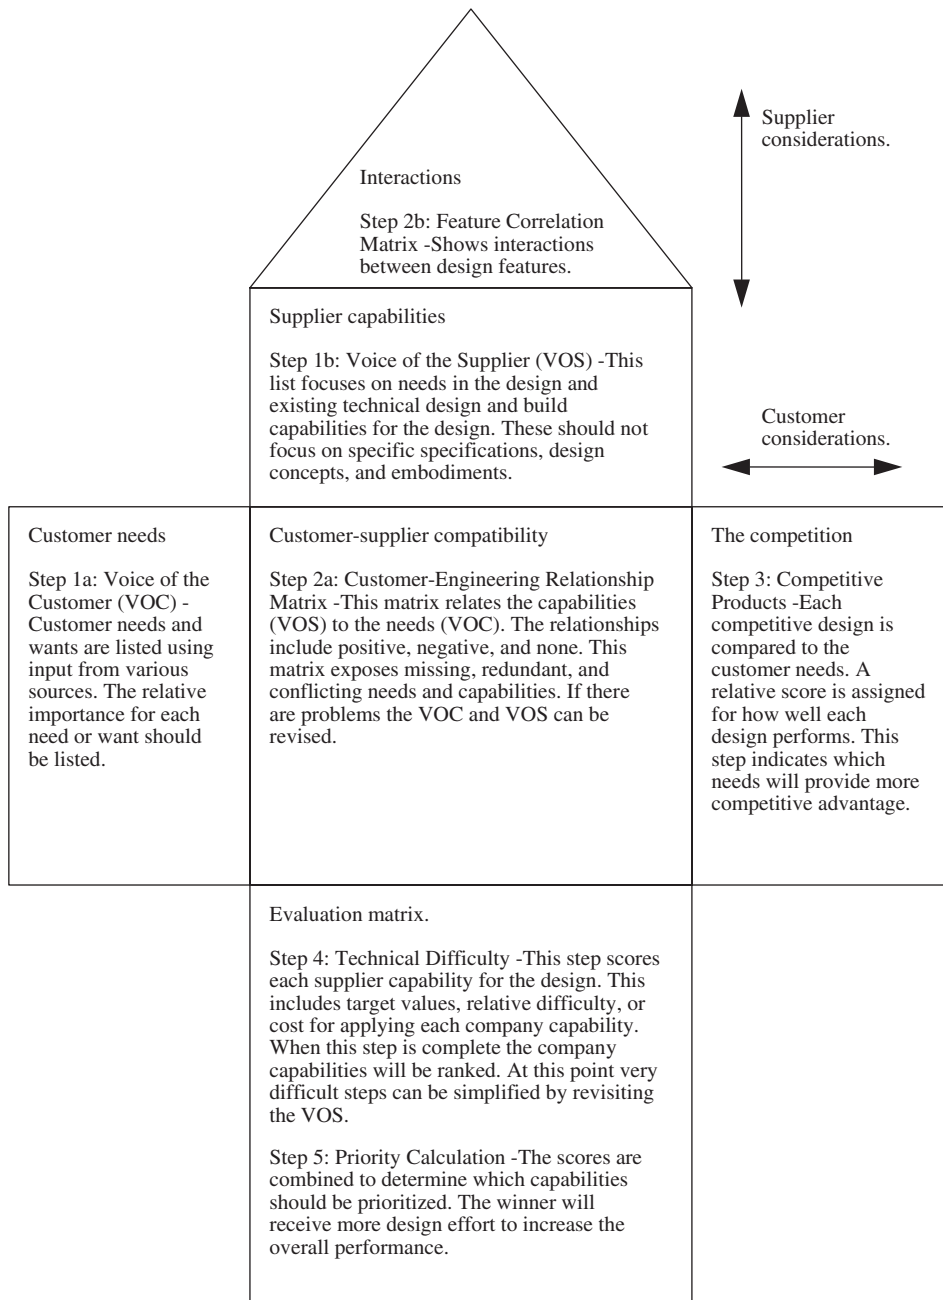 Supplier
considerations.
Interactions
Step 2b: Feature Correlation
Matrix -Shows interactions
between design features.
Supplier capabilities
Step 1b: Voice of the Supplier (VOS) -This
list focuses on needs in the design and
existing technical design and build
capabilities for the design. These should not
focus on specific specifications, design
concepts, and embodiments.
Customer
considerations.
Customer needs
Step 1a: Voice of the
Customer (VOC) -
Customer needs and
wants are listed using
input from various
sources. The relative
importance for each
need or want should
be listed.
Customer-supplier compatibility
Step 2a: Customer-Engineering Relationship
Matrix -This matrix relates the capabilities
(VOS) to the needs (VOC). The relationships
include positive, negative, and none. This
matrix exposes missing, redundant, and
conflicting needs and capabilities. If there
are problems the VOC and VOS can be
revised.
The competition
Step 3: Competitive
Products -Each
competitive design is
compared to the
customer needs. A
relative score is assigned
for how well each
design performs. This
step indicates which
needs will provide more
competitive advantage.
Evaluation matrix.
Step 4: Technical Difficulty -This step scores
each supplier capability for the design. This
includes target values, relative difficulty, or
cost for applying each company capability.
When this step is complete the company
capabilities will be ranked. At this point very
difficult steps can be simplified by revisiting
the VOS.
Step 5: Priority Calculation -The scores are
combined to determine which capabilities
should be prioritized. The winner will
receive more design effort to increase the
overall performance.